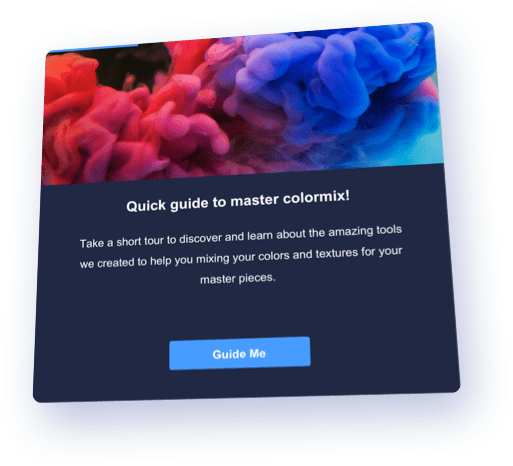 Quick guide to master colormix!
Take a short tour to discover and learn about the amazing tools
we created to help you mixing your colors and textures for your
master pieces.
Guide Me